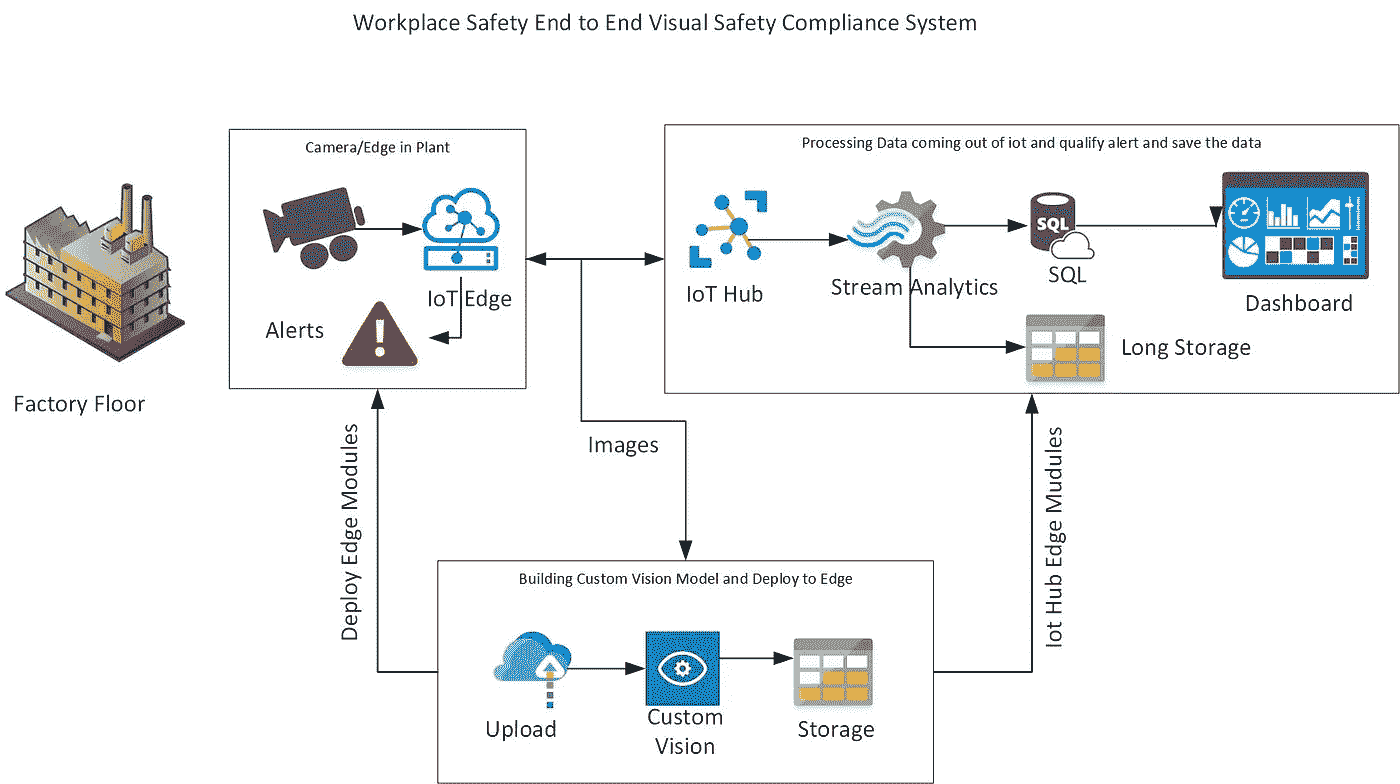 Workplace Safety End to End Visual Safety Compliance System
Camera/Edge in Plant
Processing Data coming out of iot and qualify alert and save the data
SQL
IoT Edge
IoT Hub
Stream Analytics
SQL
Dashboard
Alerts
Long Storage
Factory Floor
Deploy Edge Modules
Images
Iot Hub Edge Mudules
Building Custom Vision Model and Deploy to Edge
Upload
Custom
Vision
Storage